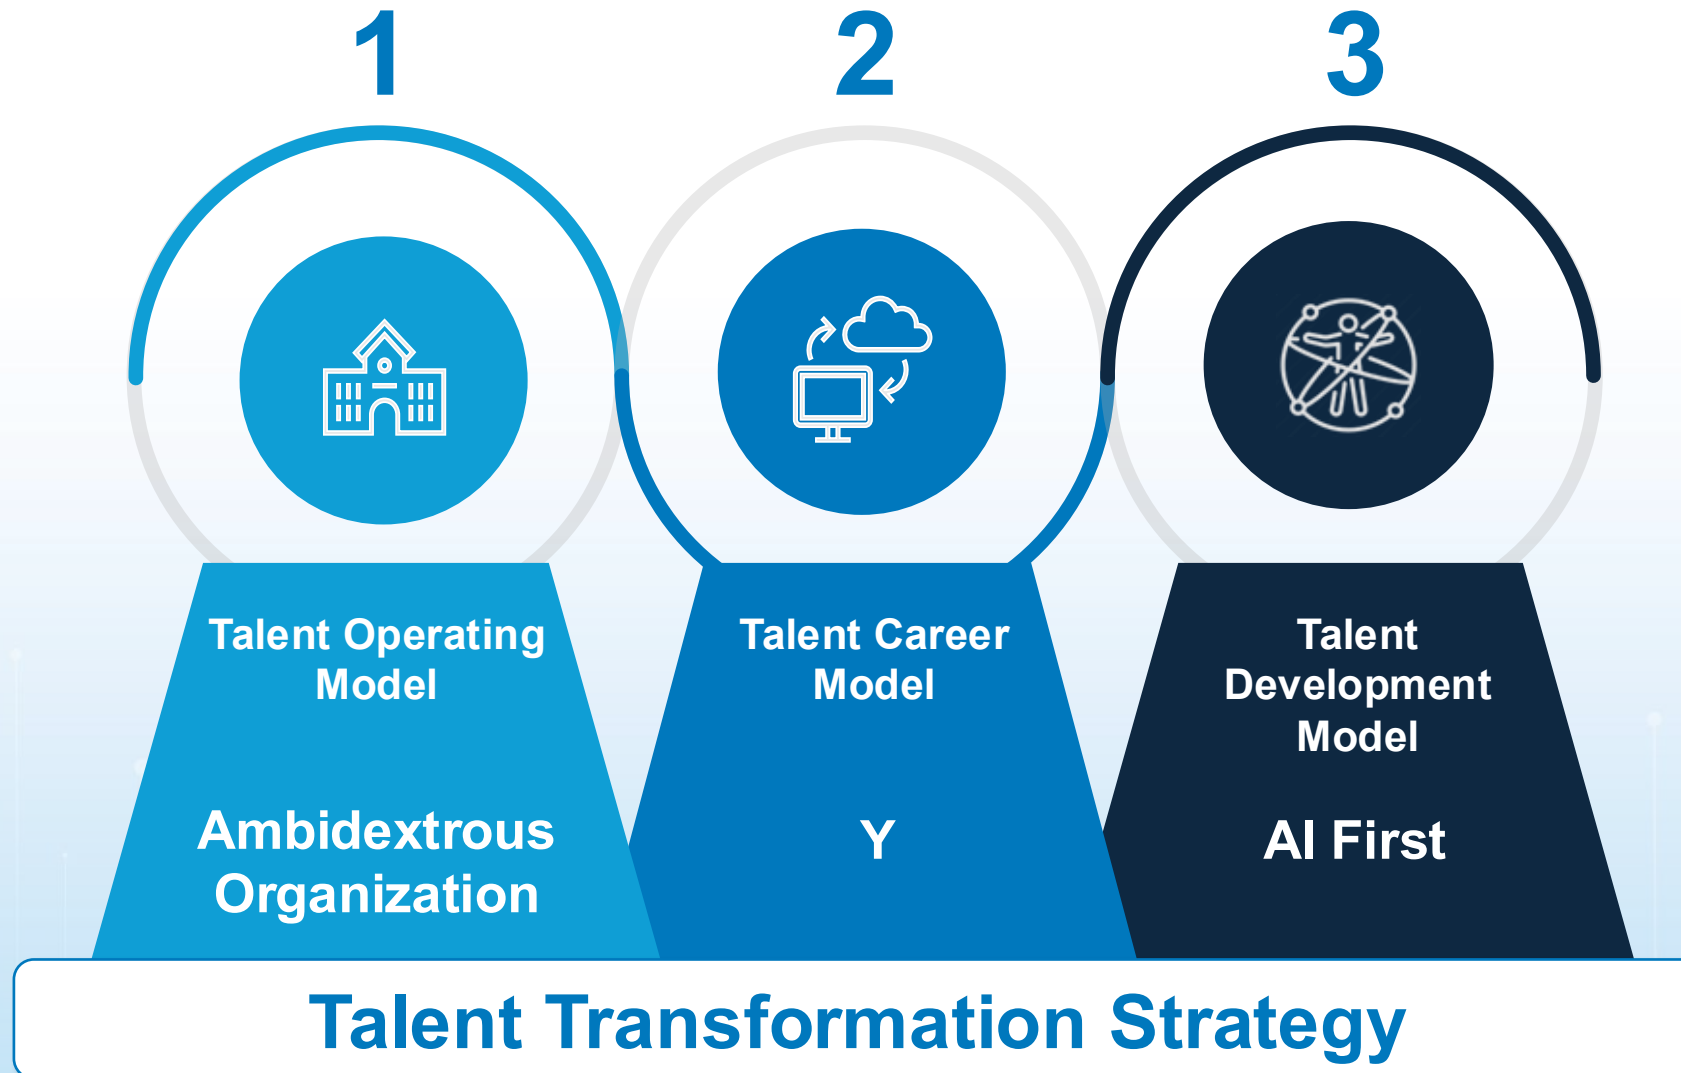 1
2
3
Talent Operating
Model
Talent Career
Model
Talent
Development
Model
Ambidextrous
Organization
Y
AI First
Talent Transformation Strategy